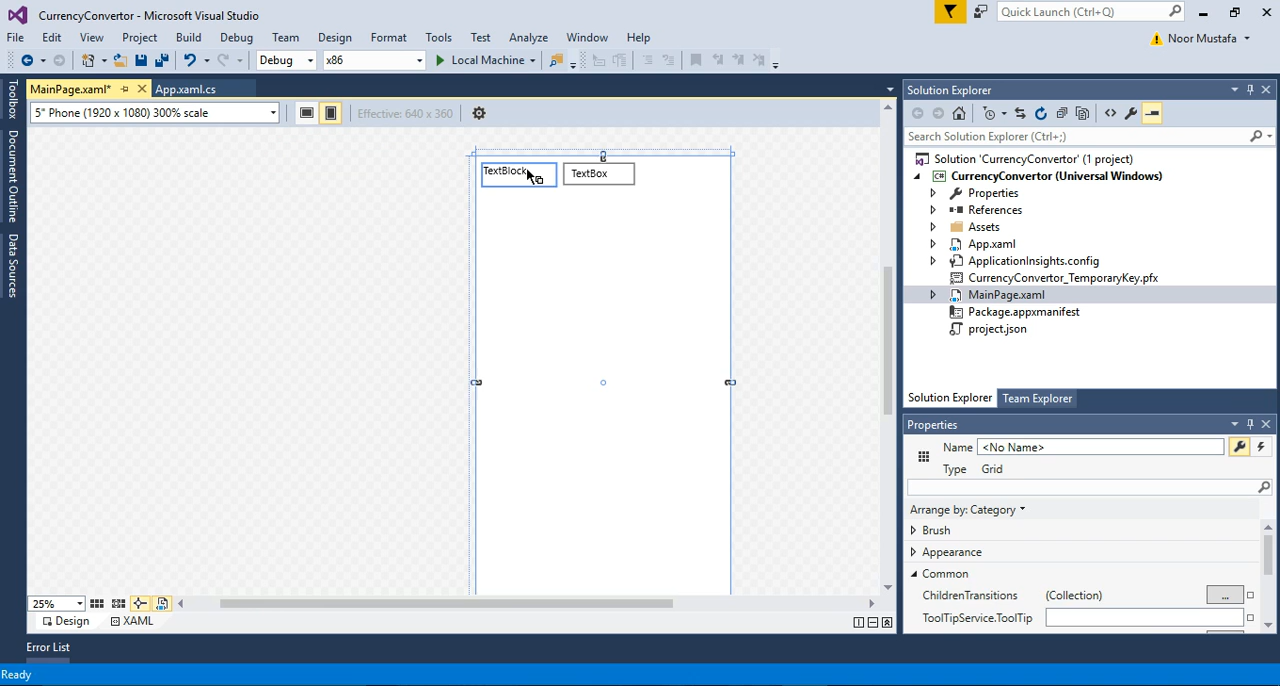 CurrencyConvertor - Microsoft Visual Studio
Quick Launch (Ctrl+Q)
File Edit View Project Build Debug Team Design Format Tools Test Analyze Window Help
Noor Mustafa
Debug x86 Local Machine
MainPage.xaml* App.xaml.cs
5" Phone (1920 x 1080) 300% scale Effective: 640 x 360
Toolbox
Document Outline
Data Sources
TextBlock TextBox
25%
Design XAML
Error List
Ready
Solution Explorer
Search Solution Explorer (Ctrl+;)
Solution 'CurrencyConvertor' (1 project)
CurrencyConvertor (Universal Windows)
Properties
References
Assets
App.xaml
ApplicationInsights.config
CurrencyConvertor_TemporaryKey.pfx
MainPage.xaml
Package.appxmanifest
project.json
Solution Explorer Team Explorer
Properties
Name <No Name>
Type Grid
Arrange by: Category
Brush
Appearance
Common
ChildrenTransitions (Collection) ...
ToolTipService.ToolTip